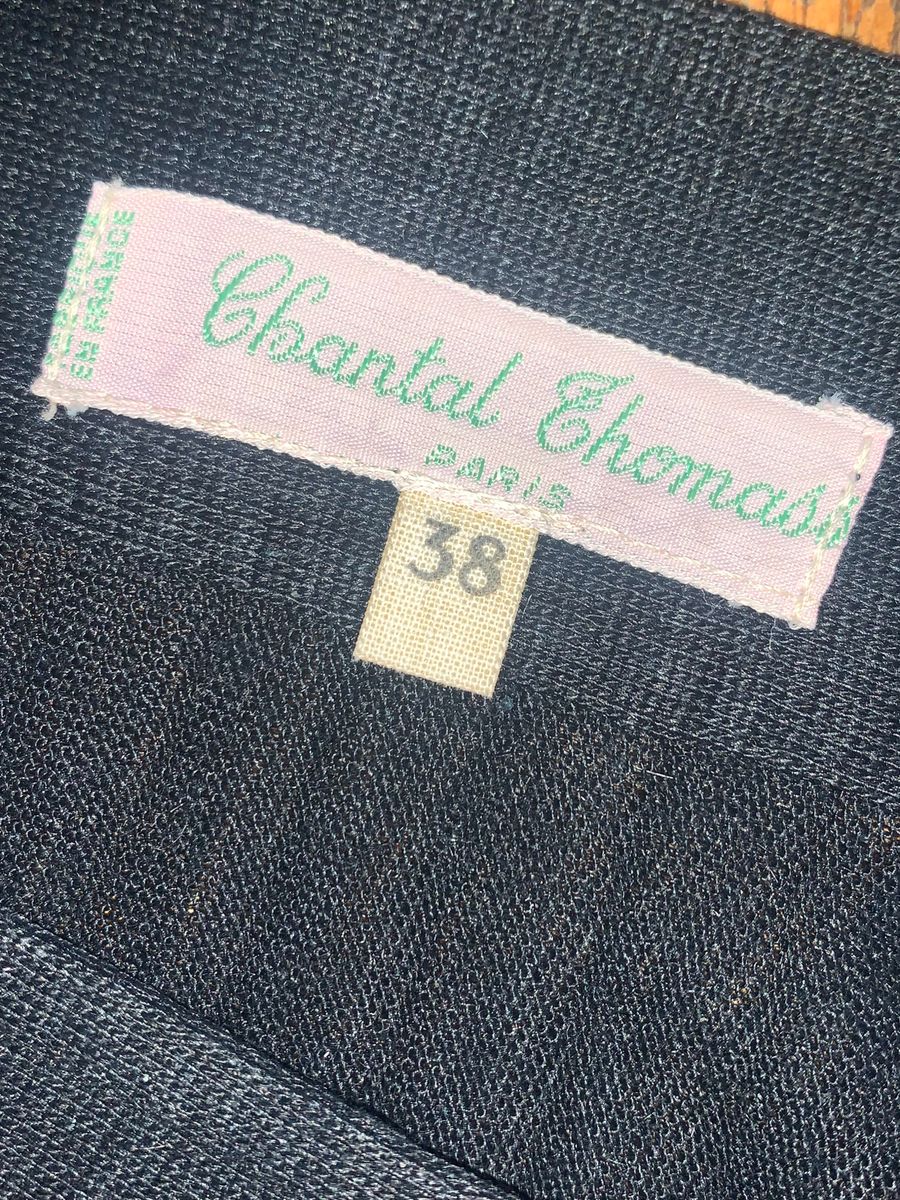 Chantal Thomass
PARIS
38
EN FRANCE